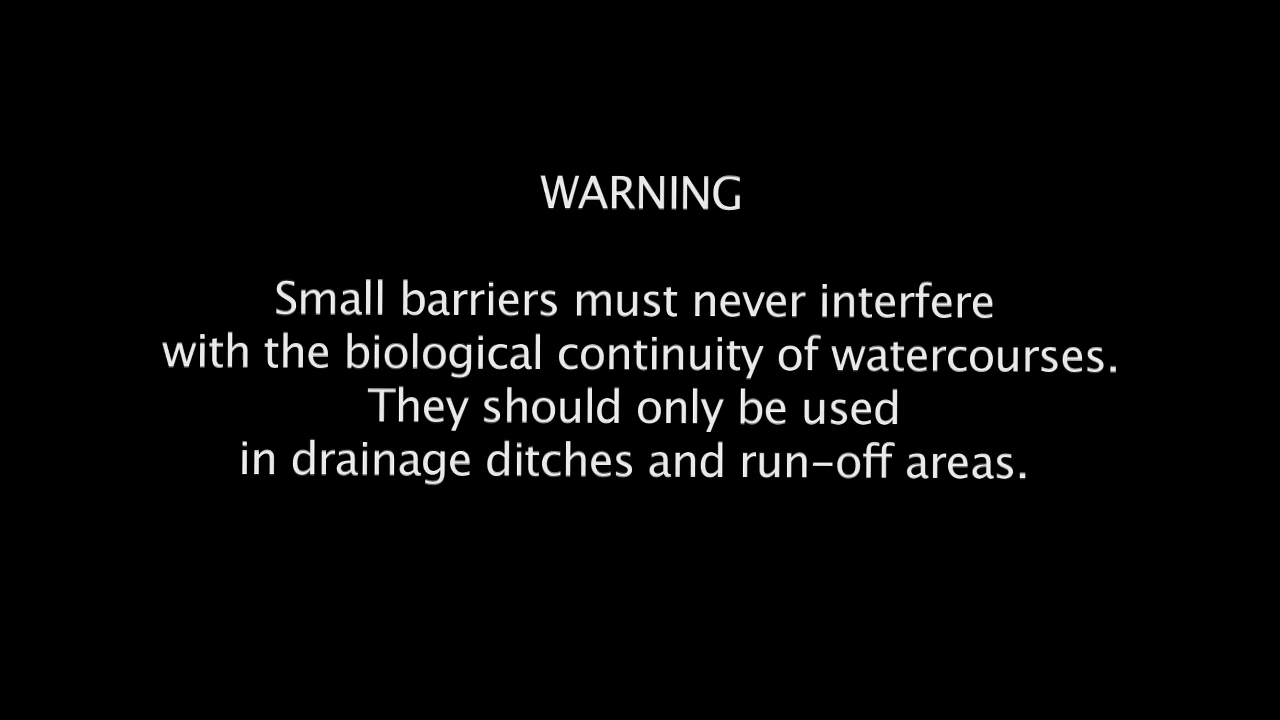 WARNING
Small barriers must never interfere
with the biological continuity of watercourses.
They should only be used
in drainage ditches and run-off areas.